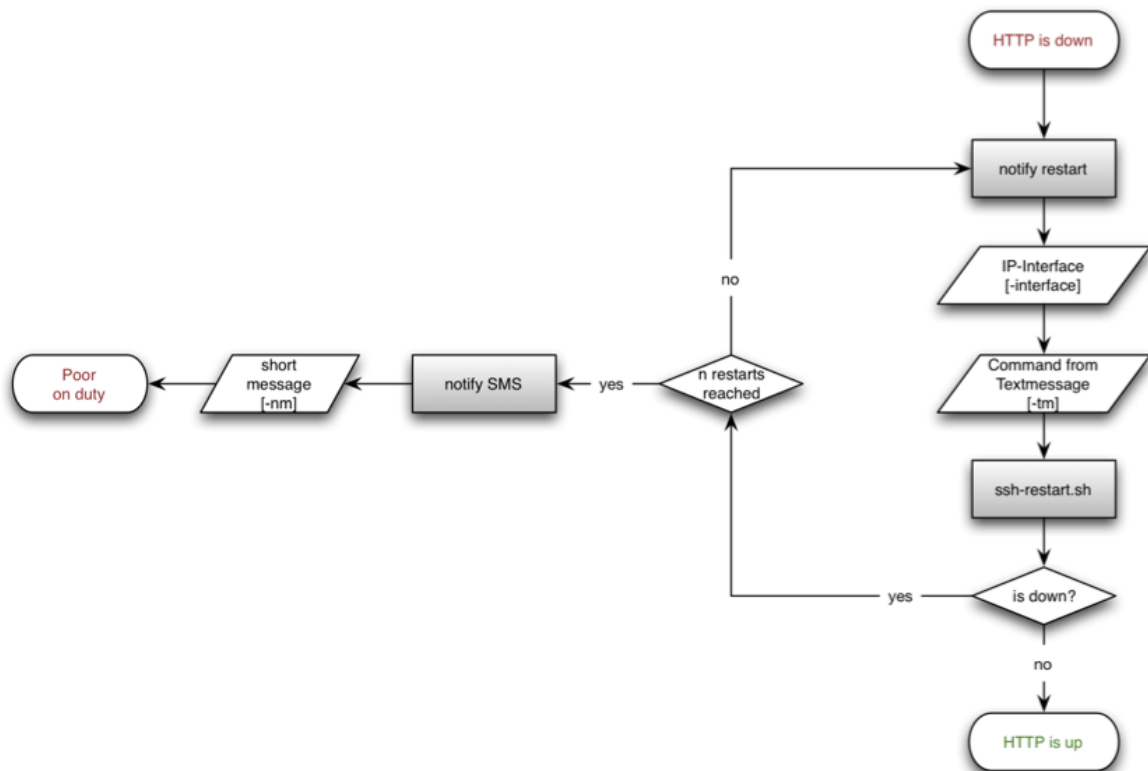 HTTP is down
notify restart
IP-Interface
[-interface]
no
Command from
Textmessage
[-tm]
Poor
on duty
short
message
[-nm]
notify SMS
yes
n restarts
reached
ssh-restart.sh
yes
is down?
no
HTTP is up